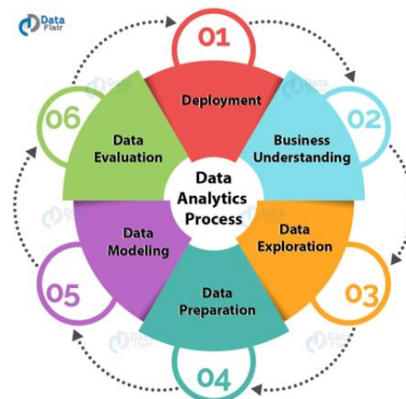 Data
Flair
01
Deployment
02
Business
Understanding
03
Data
Exploration
04
Data
Preparation
05
Data
Modeling
06
Data
Evaluation
Data
Analytics
Process